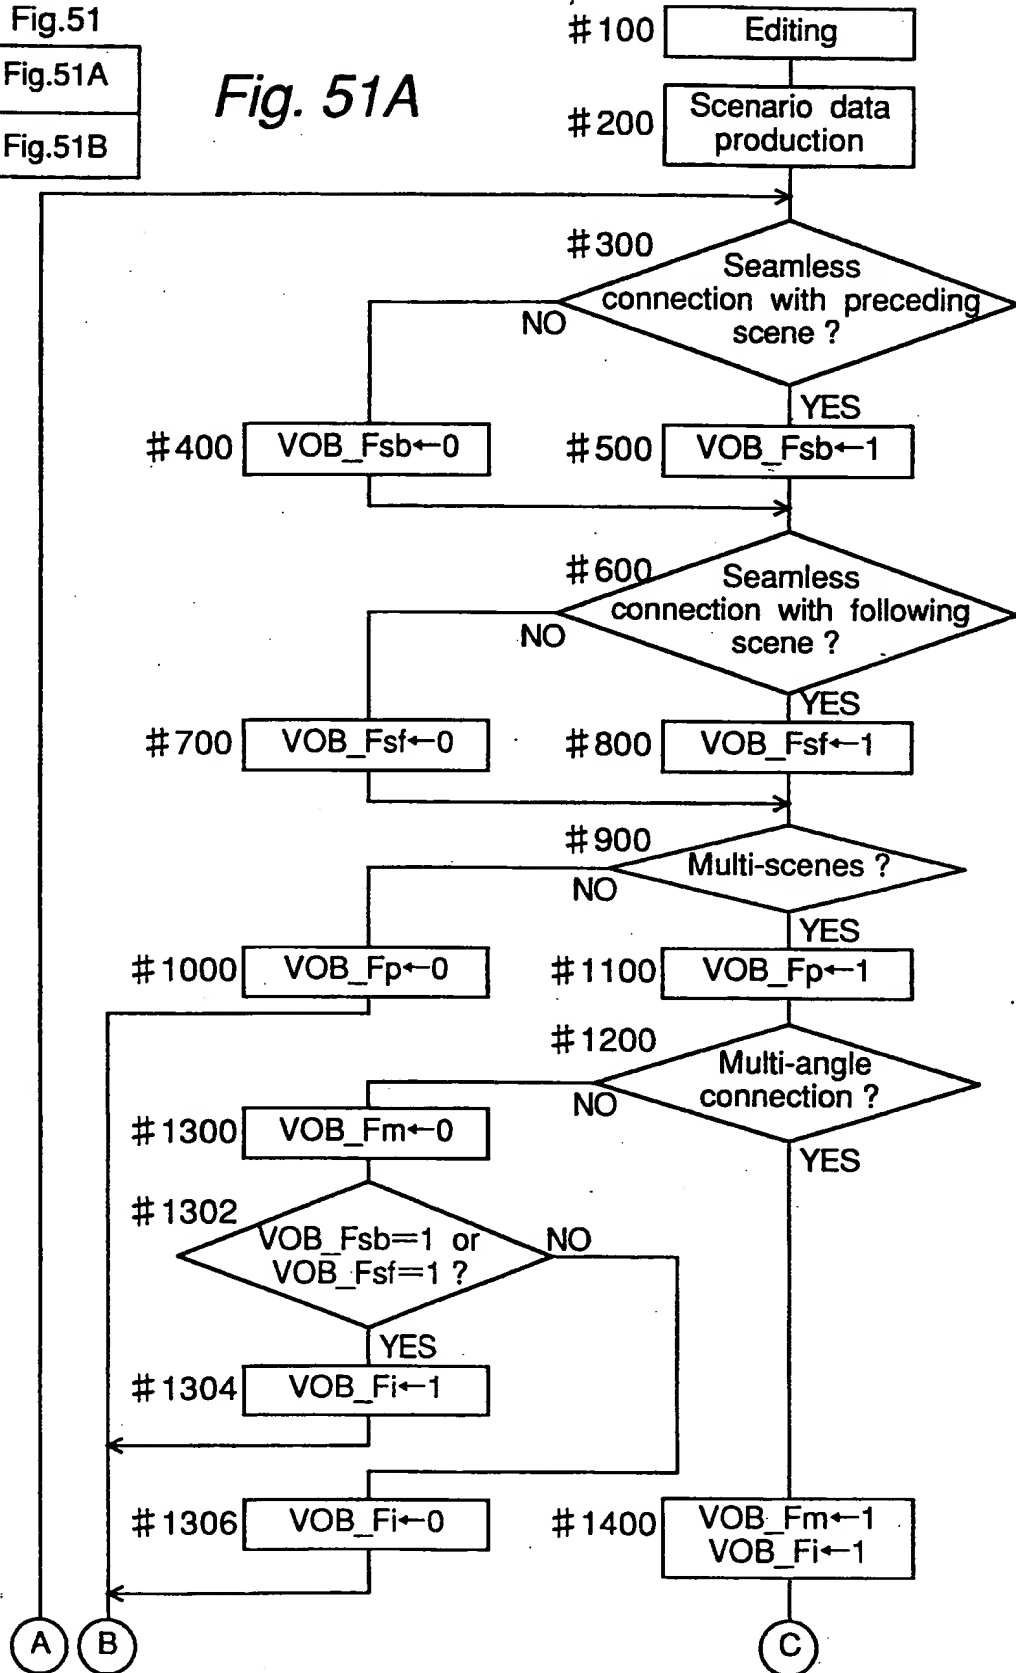 Fig.51
Fig.51A
Fig.51B
Fig. 51A
#100
Editing
#200
Scenario data
production
#300
Seamless
connection with preceding
scene ?
NO
YES
#400
VOB_Fsb←0
#500
VOB_Fsb←1
#600
Seamless
connection with following
scene ?
NO
YES
#700
VOB_Fsf←0
#800
VOB_Fsf←1
#900
Multi-scenes ?
NO
YES
#1000
VOB_Fp←0
#1100
VOB_Fp←1
#1200
Multi-angle
connection ?
NO
YES
#1300
VOB_Fm←0
#1302
VOB_Fsb=1 or
VOB_Fsf=1 ?
NO
YES
#1304
VOB_Fi←1
#1306
VOB_Fi←0
#1400
VOB_Fm←1
VOB_Fi←1
A
B
C